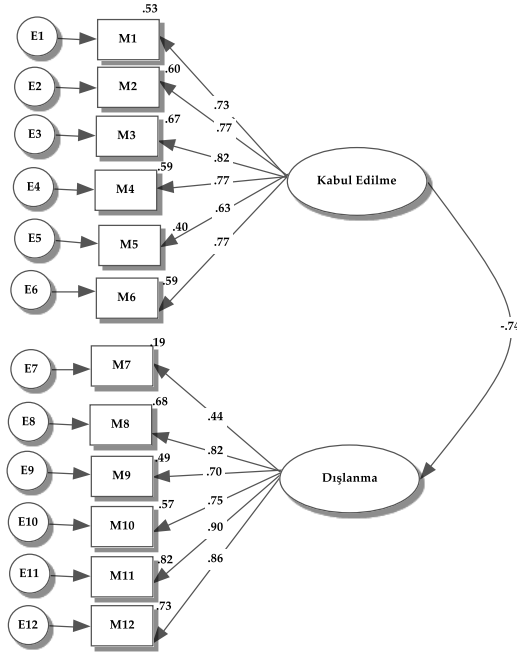 .53
E1 M1
.60
E2 M2
.73
.77
.67
E3 M3
.82
.59
E4 M4
.77
Kabul Edilme
.63
.40
E5 M5
.77
.59
E6 M6
-.74
.19
E7 M7
.44
.68
E8 M8
.82
.49
E9 M9
.70
Dışlanma
.57
E10 M10
.75
.90
.82
E11 M11
.86
.73
E12 M12